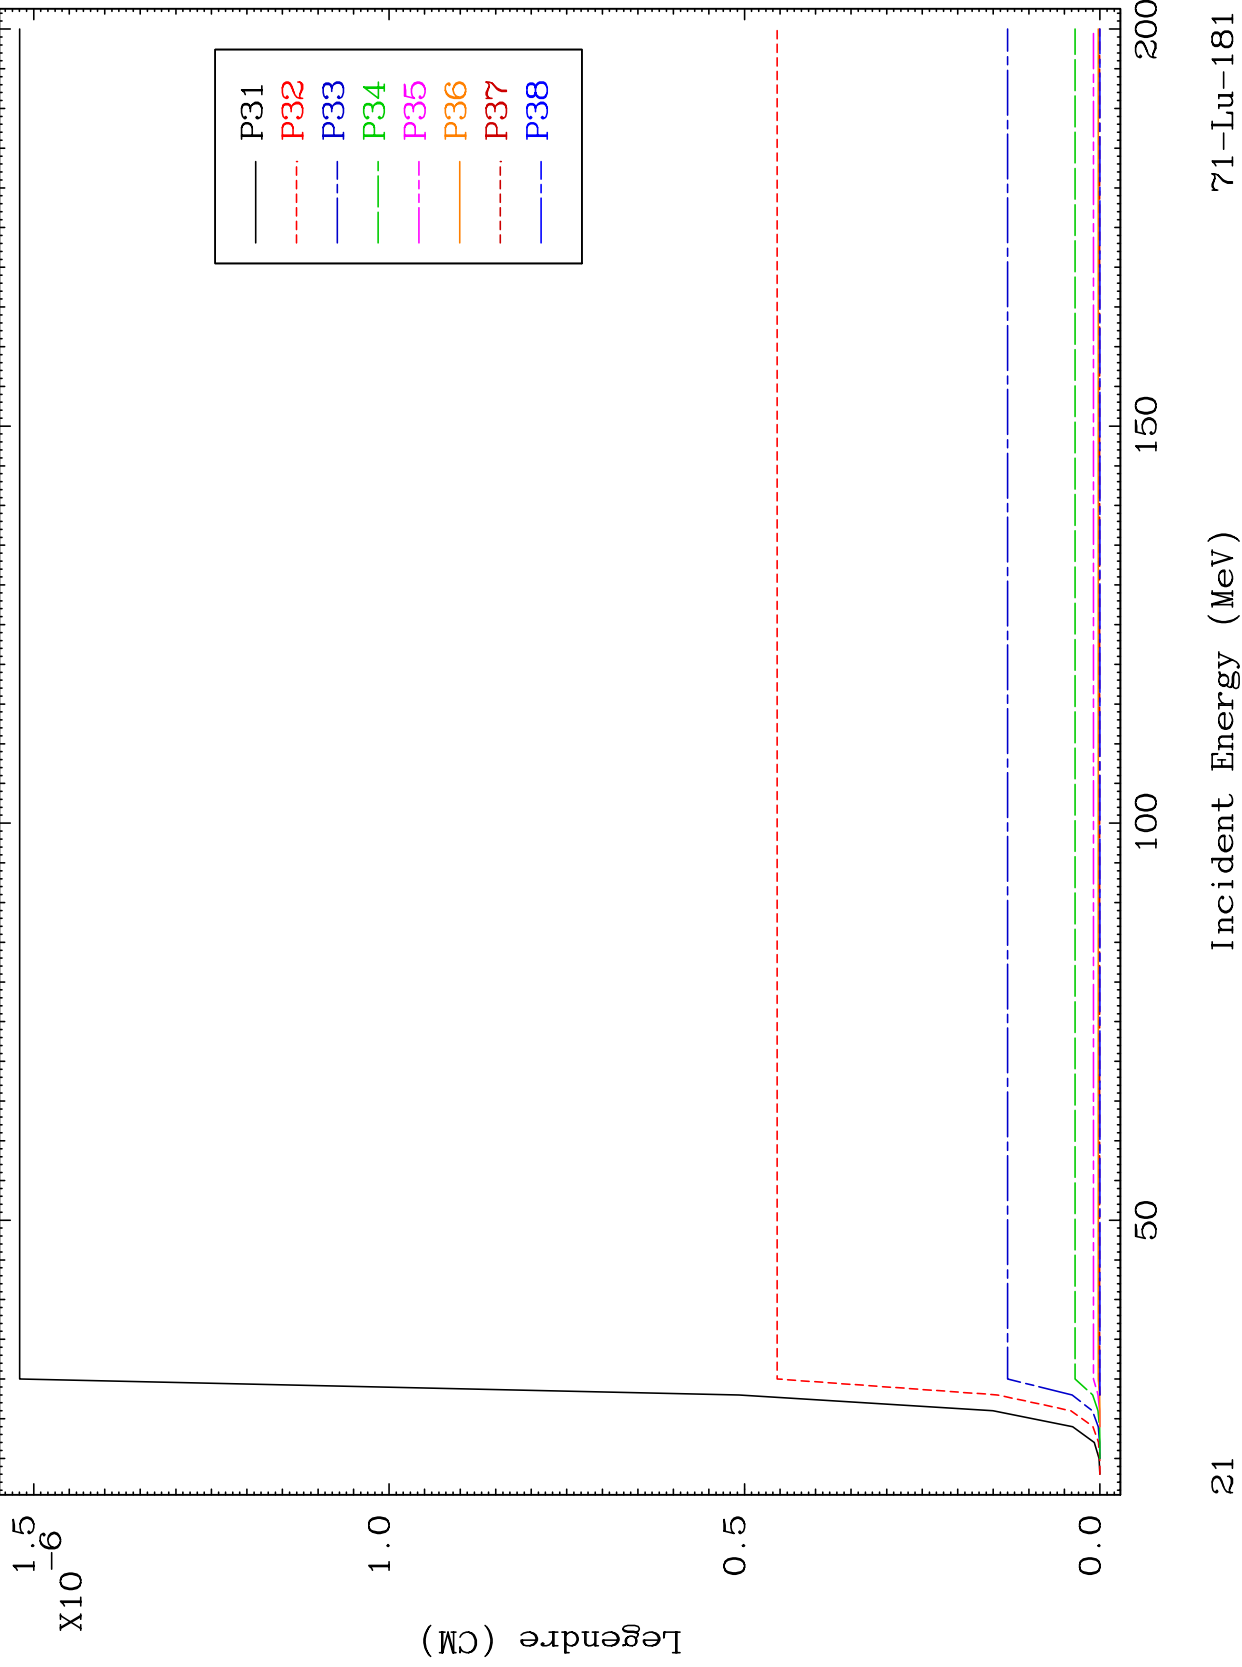 X10-6
1.5
1.0
0.5
0.0
Legendre (CM)
P31
P32
P33
P34
P35
P36
P37
P38
50
100
150
200
Incident Energy (MeV)
21
71-Lu-181